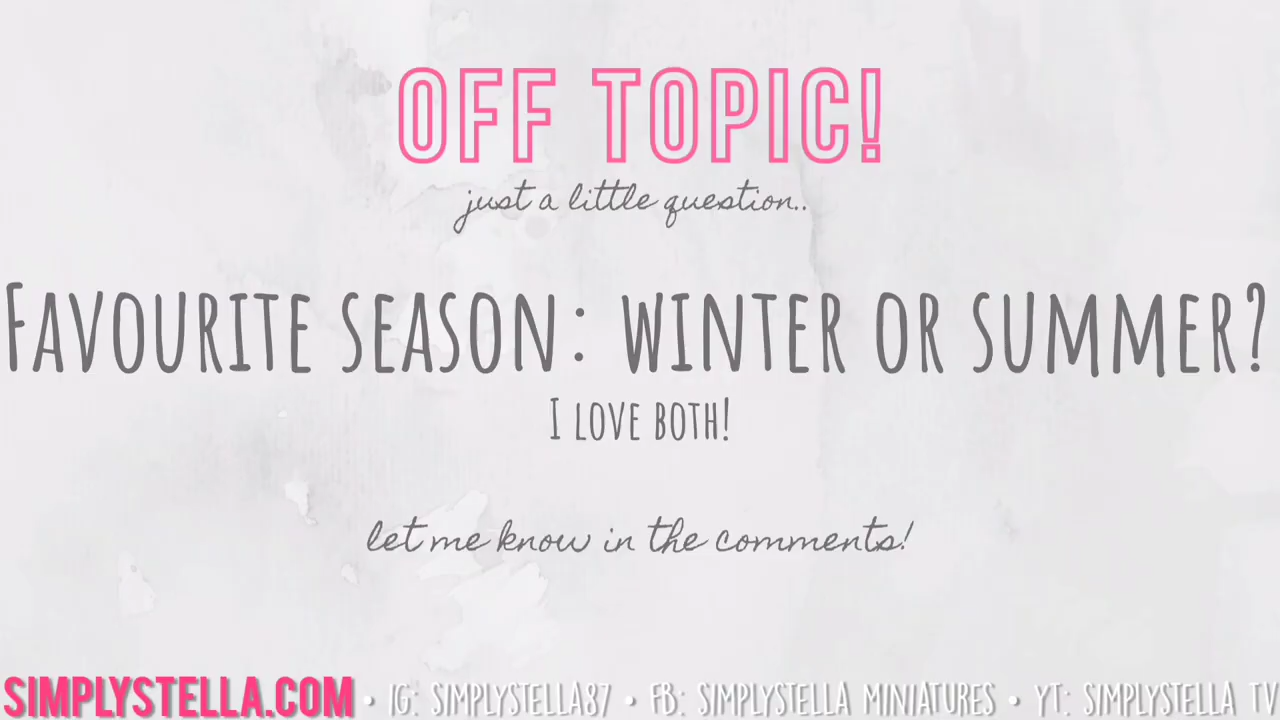 OFF TOPIC!
just a little question..
FAVOURITE SEASON: WINTER OR SUMMER?
I LOVE BOTH!
let me know in the comments!
SIMPLYSTELLA.COM • IG: SIMPLYSTELLA87 • FB: SIMPLYSTELLA MINIATURES • YT: SIMPLYSTELLA TV